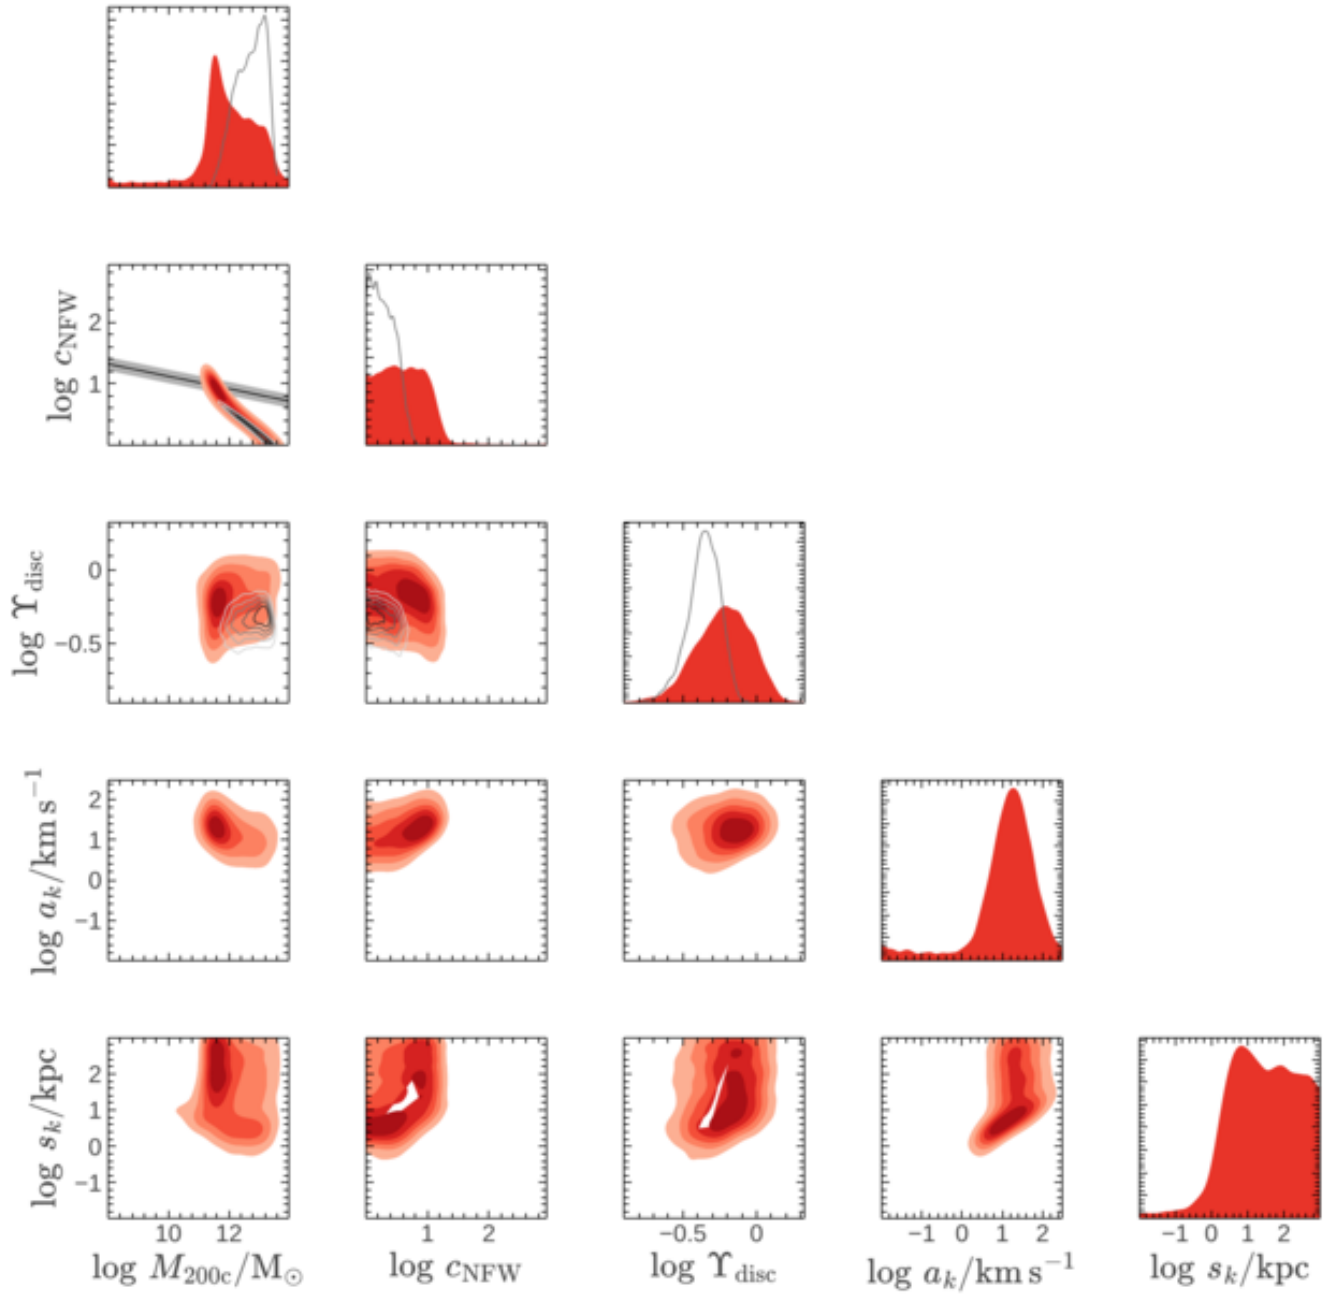 log c_NFW
2
1
log ϒ_disc
0
−0.5
log a_k/km s^−1
2
1
0
−1
log s_k/kpc
2
1
0
−1
10 12
1 2
−0.5 0
−1 0 1 2
−1 0 1 2
log M_200c/M_⊙
log c_NFW
log ϒ_disc
log a_k/km s^−1
log s_k/kpc